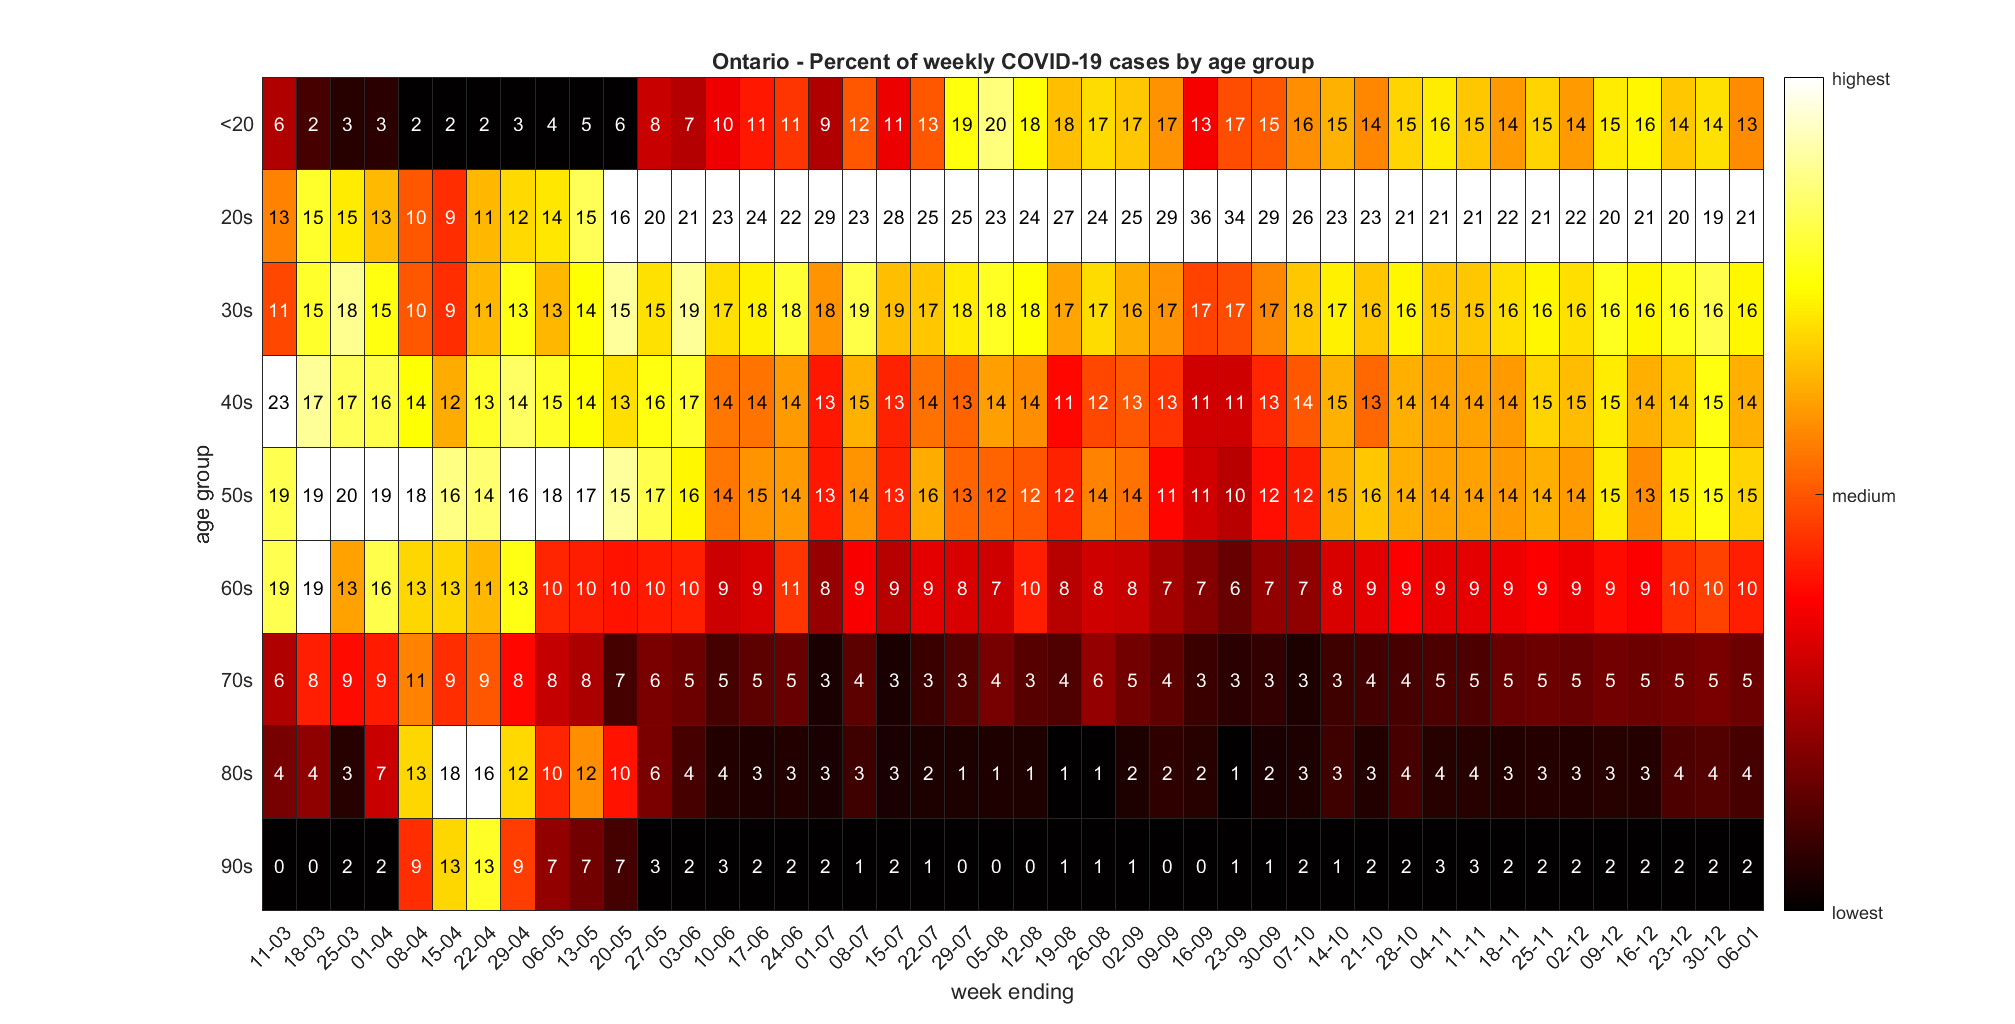 Ontario - Percent of weekly COVID-19 cases by age group
highest
<20 6 2 3 3 2 2 2 3 4 5 6 8 7 10 11 11 9 12 11 13 19 20 18 18 17 17 17 13 17 15 16 15 14 15 16 15 14 15 14 15 16 14 14 13
20s 13 15 15 13 10 9 11 12 14 15 16 20 21 23 24 22 29 23 28 25 25 23 24 27 24 25 29 36 34 29 26 23 23 21 21 21 22 21 22 20 21 20 19 21
30s 11 15 18 15 10 9 11 13 13 14 15 15 19 17 18 18 18 19 19 17 18 18 18 17 17 16 17 17 17 17 18 17 16 16 15 15 16 16 16 16 16 16 16 16
40s 23 17 17 16 14 12 13 14 15 14 13 16 17 14 14 14 13 15 13 14 13 14 14 11 12 13 13 11 11 13 14 15 13 14 14 14 14 15 15 15 14 14 15 14
age group
50s 19 19 20 19 18 16 14 16 18 17 15 17 16 14 15 14 13 14 13 16 13 12 12 12 14 14 11 11 10 12 12 15 16 14 14 14 14 14 14 15 13 15 15 15
medium
60s 19 19 13 16 13 13 11 13 10 10 10 10 10 9 9 11 8 9 9 9 8 7 10 8 8 8 7 7 6 7 7 8 9 9 9 9 9 9 9 9 9 10 10 10
70s 6 8 9 9 11 9 9 8 8 8 7 6 5 5 5 5 3 4 3 3 3 4 3 4 6 5 4 3 3 3 3 3 4 4 5 5 5 5 5 5 5 5 5 5
80s 4 4 3 7 13 18 16 12 10 12 10 6 4 4 3 3 3 3 3 2 1 1 1 1 1 2 2 2 1 2 3 3 3 4 4 4 3 3 3 3 3 4 4 4
90s 0 0 2 2 9 13 13 9 7 7 7 3 2 3 2 2 2 1 2 1 0 0 0 1 1 1 0 0 1 1 2 1 2 2 3 3 2 2 2 2 2 2 2 2
lowest
11-03 18-03 25-03 01-04 08-04 15-04 22-04 29-04 06-05 13-05 20-05 27-05 03-06 10-06 17-06 24-06 01-07 08-07 15-07 22-07 29-07 05-08 12-08 19-08 26-08 02-09 09-09 16-09 23-09 30-09 07-10 14-10 21-10 28-10 04-11 11-11 18-11 25-11 02-12 09-12 16-12 23-12 30-12 06-01
week ending